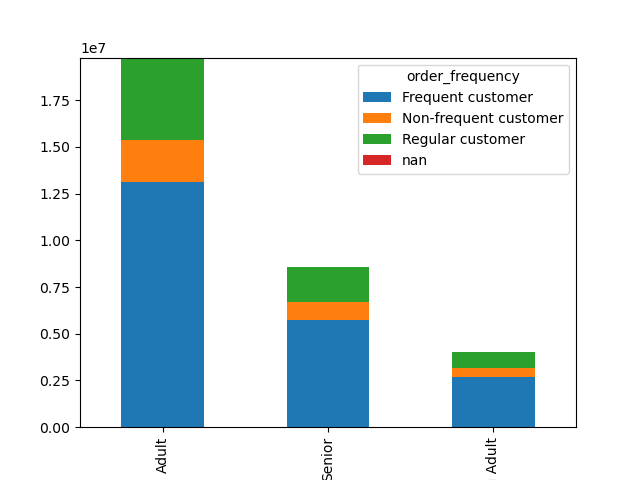 1e7
order_frequency
Frequent customer
Non-frequent customer
Regular customer
nan
1.75
1.50
1.25
1.00
0.75
0.50
0.25
0.00
Adult
Senior
Adult